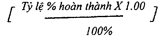 [ Tỷ lệ % hoàn thành X 1.00 ]
100%